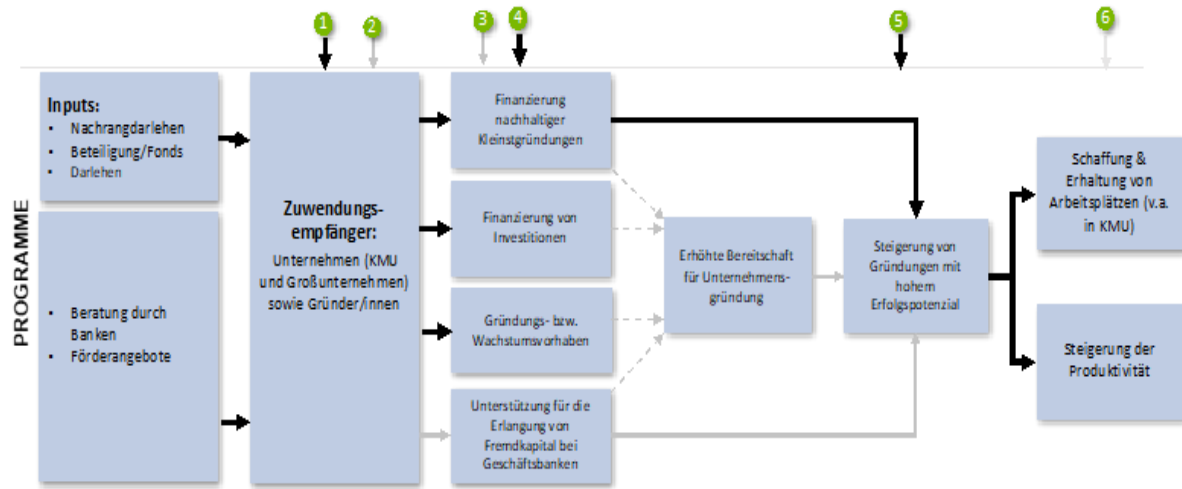 1
2
3
4
5
6
PROGRAMME
Inputs:
▪ Nachrangdarlehen
▪ Beteiligung/Fonds
▪ Darlehen
▪ Beratung durch
Banken
▪ Förderangebote
Zuwendungs-
empfänger:
Unternehmen (KMU
und Großunternehmen)
sowie Gründer/innen
Finanzierung
nachhaltiger
Kleinstgründungen
Finanzierung von
Investitionen
Gründungs- bzw.
Wachstumsvorhaben
Unterstützung für die
Erlangung von
Fremdkapital bei
Geschäftsbanken
Erhöhte Bereitschaft
für Unternehmens-
gründung
Steigerung von
Gründungen mit
hohem
Erfolgspotenzial
Schaffung &
Erhaltung von
Arbeitsplätzen (v.a.
in KMU)
Steigerung der
Produktivität